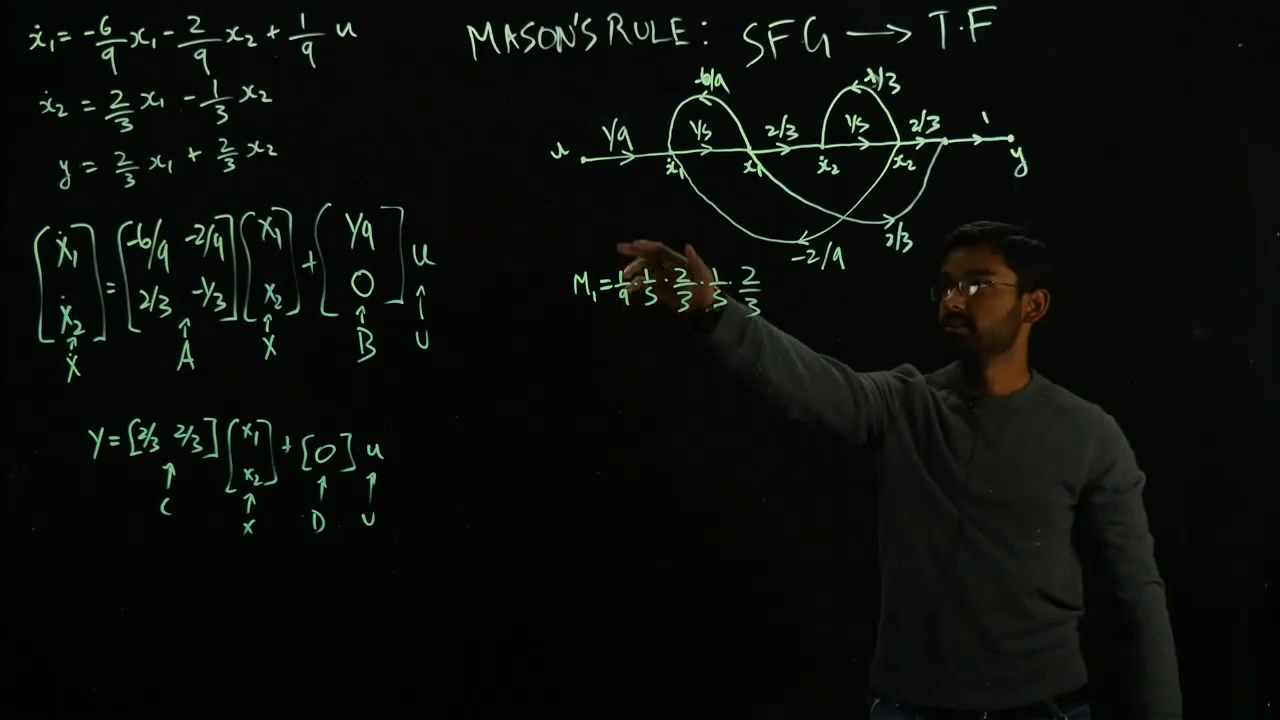 ẋ₁ = -6/9 x₁ - 2/9 x₂ + 1/9 u
ẋ₂ = 2/3 x₁ - 1/3 x₂
y = 2/3 x₁ + 2/3 x₂
[ẋ₁ ẋ₂] = [-6/9 -2/9 2/3 -1/3] [x₁ x₂] + [1/9 0] u
Ẋ A X B U
Y = [2/3 2/3] [x₁ x₂] + [0] u
C X D U
MASON'S RULE: SFG → T.F
-6/9
1/9 1/s 2/3 1/s 2/3 1
u ẋ₁ x₁ ẋ₂ x₂ y
-2/9 2/3
M₁ = 1/9 · 1/s · 2/3 · 1/s · 2/3